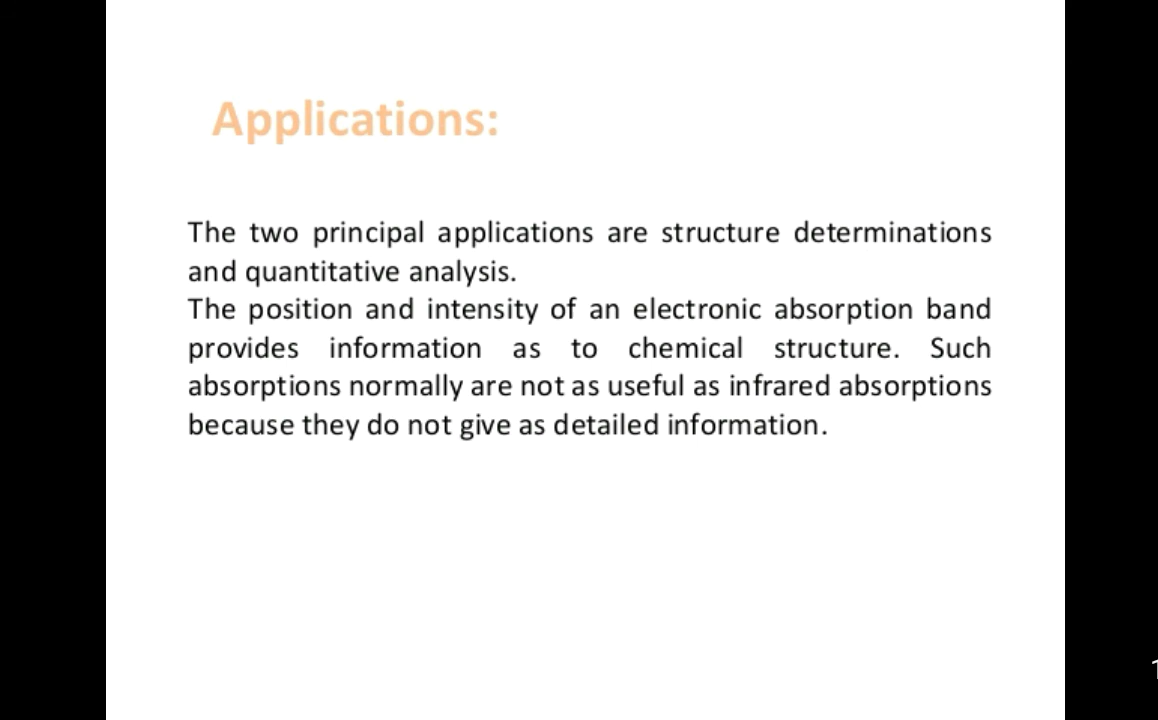 Applications:
The two principal applications are structure determinations
and quantitative analysis.
The position and intensity of an electronic absorption band
provides information as to chemical structure. Such
absorptions normally are not as useful as infrared absorptions
because they do not give as detailed information.